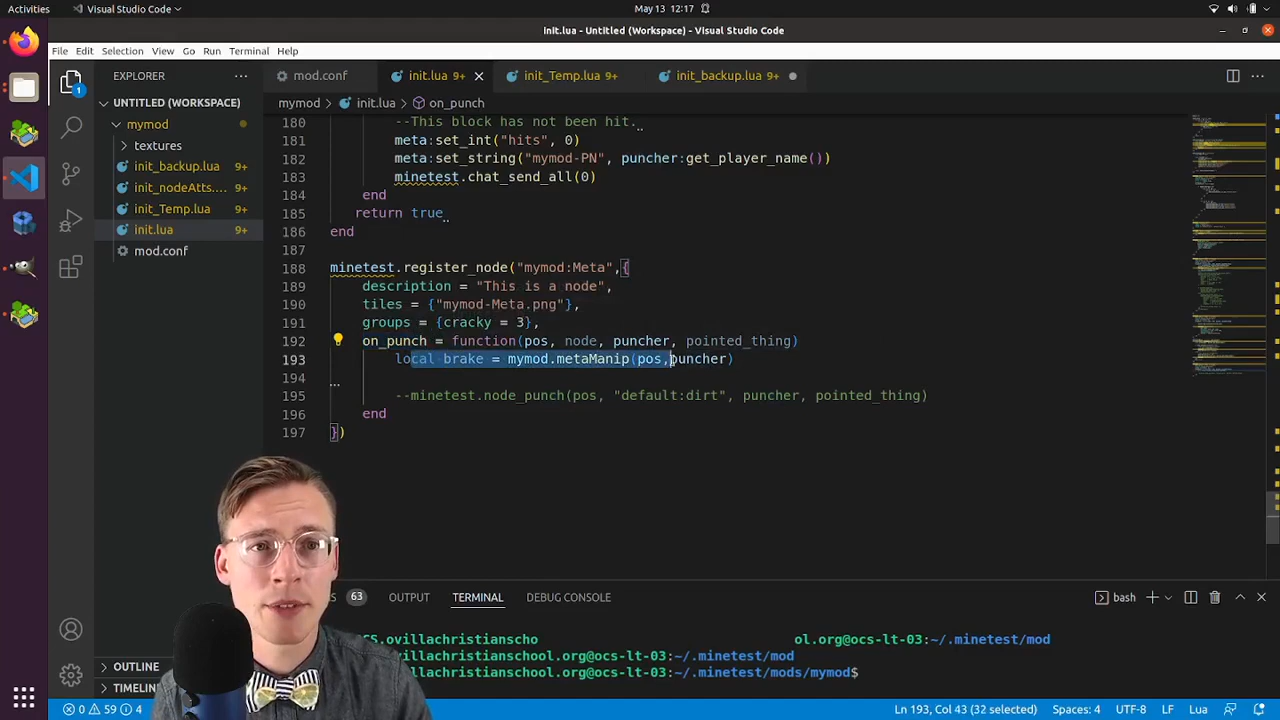 Activities
Visual Studio Code
May 13 12:17
init.lua - Untitled (Workspace) - Visual Studio Code
File Edit Selection View Go Run Terminal Help
EXPLORER
mod.conf
init.lua 9+
init_Temp.lua 9+
init_backup.lua 9+
UNTITLED (WORKSPACE)
mymod
textures
init_backup.lua 9+
init_nodeAtts.... 9+
init_Temp.lua 9+
init.lua 9+
mod.conf
OUTLINE
TIMELINE
mymod > init.lua > on_punch
180 --This block has not been hit.
181 meta:set_int("hits", 0)
182 meta:set_string("mymod-PN", puncher:get_player_name())
183 minetest.chat_send_all(0)
184 end
185 return true
186 end
187
188 minetest.register_node("mymod:Meta",{
189 description = "This is a node",
190 tiles = {"mymod-Meta.png"},
191 groups = {cracky = 3},
192 on_punch = function(pos, node, puncher, pointed_thing)
193 local brake = mymod.metaManip(pos,puncher)
194
195 --minetest.node_punch(pos, "default:dirt", puncher, pointed_thing)
196 end
197 })
63 OUTPUT TERMINAL DEBUG CONSOLE
bash
CS.ovillachristianscho ol.org@ocs-lt-03:~/.minetest/mod
ovillachristianschool.org@ocs-lt-03:~/.minetest/mod
ovillachristianschool.org@ocs-lt-03:~/.minetest/mods/mymod$
0 59 4
Ln 193, Col 43 (32 selected) Spaces: 4 UTF-8 LF Lua